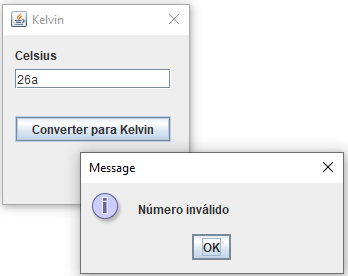 Kelvin
Celsius
26a
Converter para Kelvin
Message
Número inválido
OK